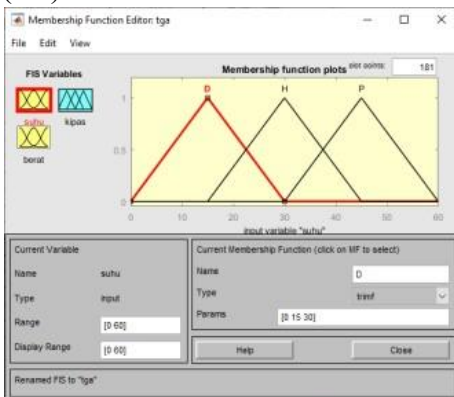 Membership Function Editor: tga
File Edit View
FIS Variables
Membership function plots
plot points:
181
suhu
kipas
berat
D
H
P
1
0.5
0
0 10 20 30 40 50 60
input variable "suhu"
Current Variable
Name suhu
Type input
Range [0 60]
Display Range [0 60]
Current Membership Function (click on MF to select)
Name D
Type trimf
Params [0 15 30]
Help Close
Renamed FIS to "tga"